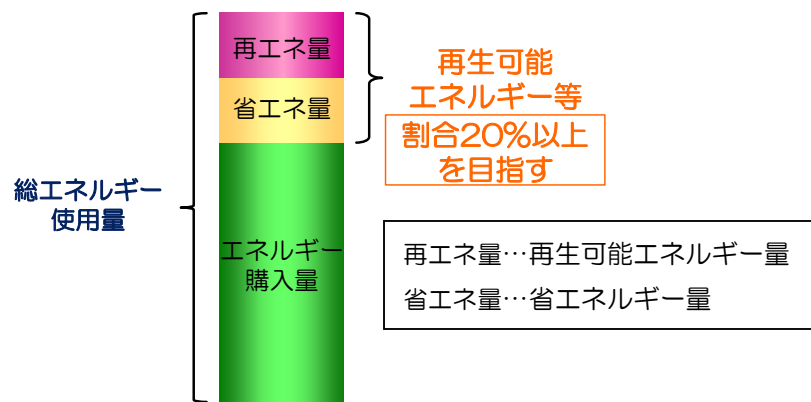 再エネ量
省エネ量
再生可能
エネルギー等
割合20%以上
を目指す
総エネルギー
使用量
エネルギー
購入量
再エネ量…再生可能エネルギー量
省エネ量…省エネルギー量